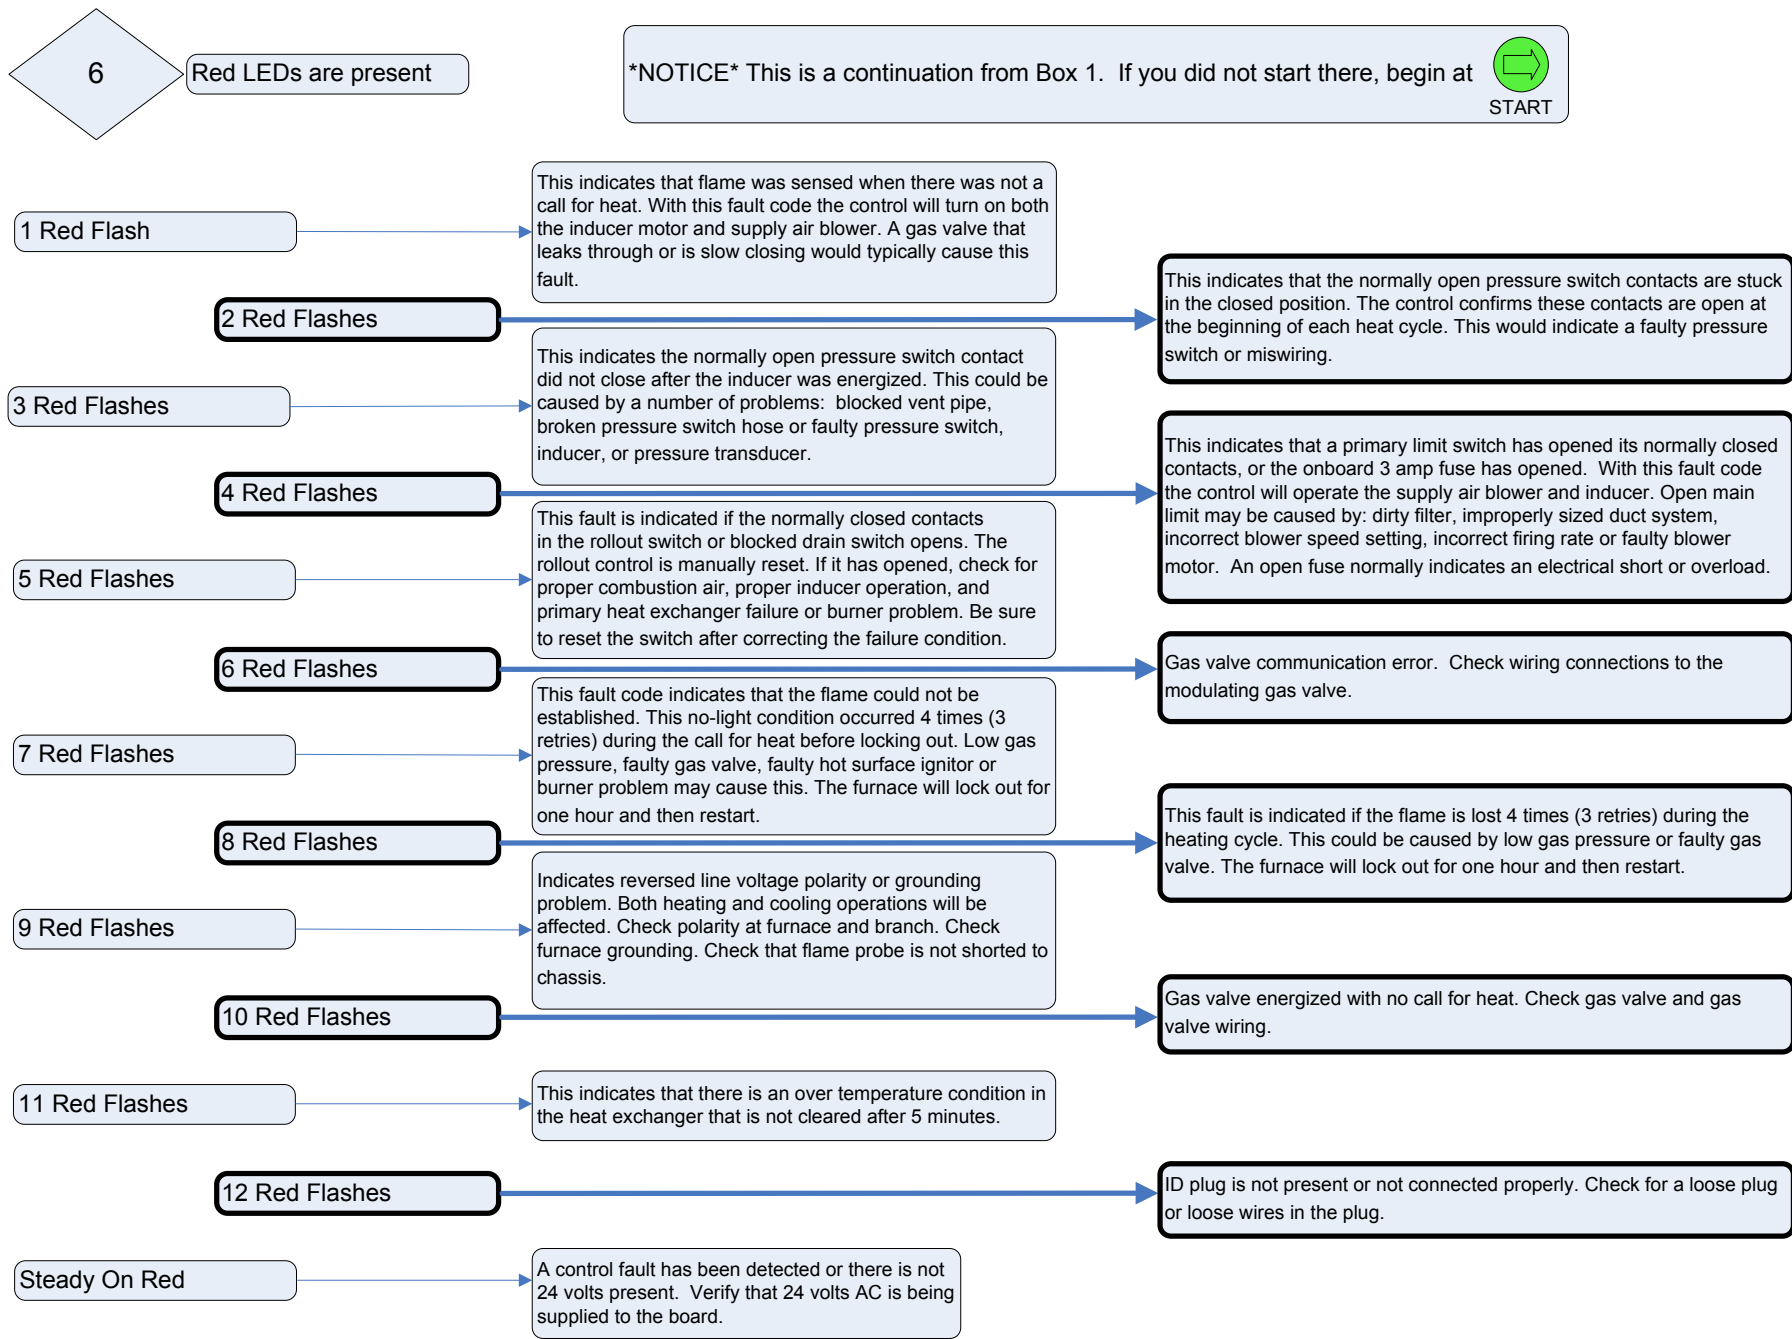 6
Red LEDs are present
*NOTICE* This is a continuation from Box 1.  If you did not start there, begin at
START
1 Red Flash
This indicates that flame was sensed when there was not a
call for heat. With this fault code the control will turn on both
the inducer motor and supply air blower. A gas valve that
leaks through or is slow closing would typically cause this
fault.
2 Red Flashes
This indicates that the normally open pressure switch contacts are stuck
in the closed position. The control confirms these contacts are open at
the beginning of each heat cycle. This would indicate a faulty pressure
switch or miswiring.
3 Red Flashes
This indicates the normally open pressure switch contact
did not close after the inducer was energized. This could be
caused by a number of problems:  blocked vent pipe,
broken pressure switch hose or faulty pressure switch,
inducer, or pressure transducer.
4 Red Flashes
This indicates that a primary limit switch has opened its normally closed
contacts, or the onboard 3 amp fuse has opened.  With this fault code
the control will operate the supply air blower and inducer. Open main
limit may be caused by: dirty filter, improperly sized duct system,
incorrect blower speed setting, incorrect firing rate or faulty blower
motor.  An open fuse normally indicates an electrical short or overload.
5 Red Flashes
This fault is indicated if the normally closed contacts
in the rollout switch or blocked drain switch opens. The
rollout control is manually reset. If it has opened, check for
proper combustion air, proper inducer operation, and
primary heat exchanger failure or burner problem. Be sure
to reset the switch after correcting the failure condition.
6 Red Flashes
Gas valve communication error.  Check wiring connections to the
modulating gas valve.
7 Red Flashes
This fault code indicates that the flame could not be
established. This no-light condition occurred 4 times (3
retries) during the call for heat before locking out. Low gas
pressure, faulty gas valve, faulty hot surface ignitor or
burner problem may cause this. The furnace will lock out for
one hour and then restart.
8 Red Flashes
This fault is indicated if the flame is lost 4 times (3 retries) during the
heating cycle. This could be caused by low gas pressure or faulty gas
valve. The furnace will lock out for one hour and then restart.
9 Red Flashes
Indicates reversed line voltage polarity or grounding
problem. Both heating and cooling operations will be
affected. Check polarity at furnace and branch. Check
furnace grounding. Check that flame probe is not shorted to
chassis.
10 Red Flashes
Gas valve energized with no call for heat. Check gas valve and gas
valve wiring.
11 Red Flashes
This indicates that there is an over temperature condition in
the heat exchanger that is not cleared after 5 minutes.
12 Red Flashes
ID plug is not present or not connected properly. Check for a loose plug
or loose wires in the plug.
Steady On Red
A control fault has been detected or there is not
24 volts present.  Verify that 24 volts AC is being
supplied to the board.